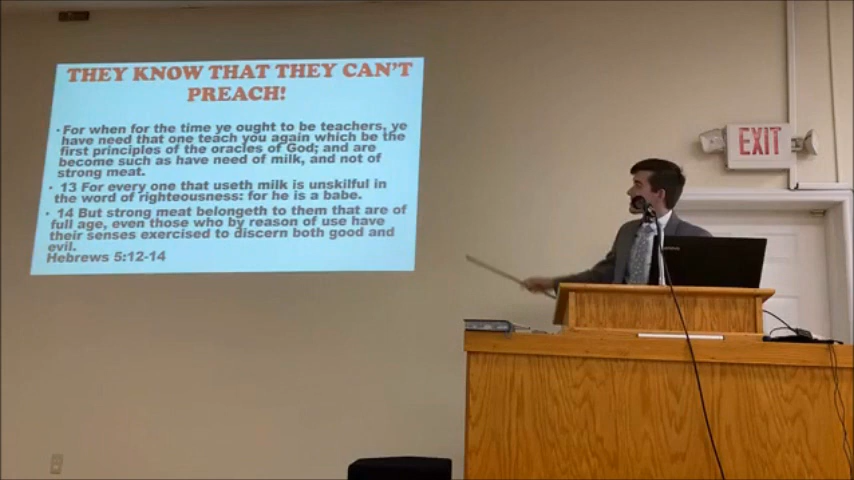 THEY KNOW THAT THEY CAN'T
PREACH!
• For when for the time ye ought to be teachers, ye
have need that one teach you again which be the
first principles of the oracles of God; and are
become such as have need of milk, and not of
strong meat.
• 13 For every one that useth milk is unskilful in
the word of righteousness: for he is a babe.
• 14 But strong meat belongeth to them that are of
full age, even those who by reason of use have
their senses exercised to discern both good and
evil.
Hebrews 5:12-14
EXIT